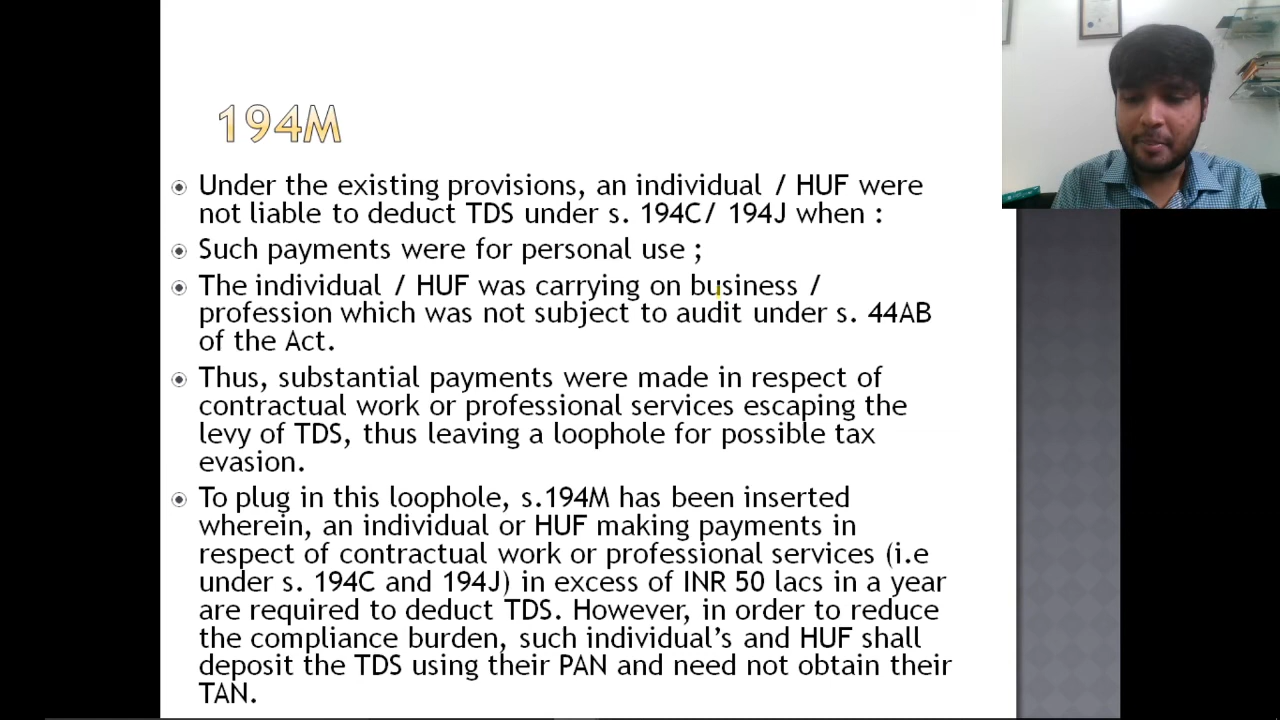 194M
Under the existing provisions, an individual / HUF were
not liable to deduct TDS under s. 194C/ 194J when :
Such payments were for personal use ;
The individual / HUF was carrying on business /
profession which was not subject to audit under s. 44AB
of the Act.
Thus, substantial payments were made in respect of
contractual work or professional services escaping the
levy of TDS, thus leaving a loophole for possible tax
evasion.
To plug in this loophole, s.194M has been inserted
wherein, an individual or HUF making payments in
respect of contractual work or professional services (i.e
under s. 194C and 194J) in excess of INR 50 lacs in a year
are required to deduct TDS. However, in order to reduce
the compliance burden, such individual’s and HUF shall
deposit the TDS using their PAN and need not obtain their
TAN.